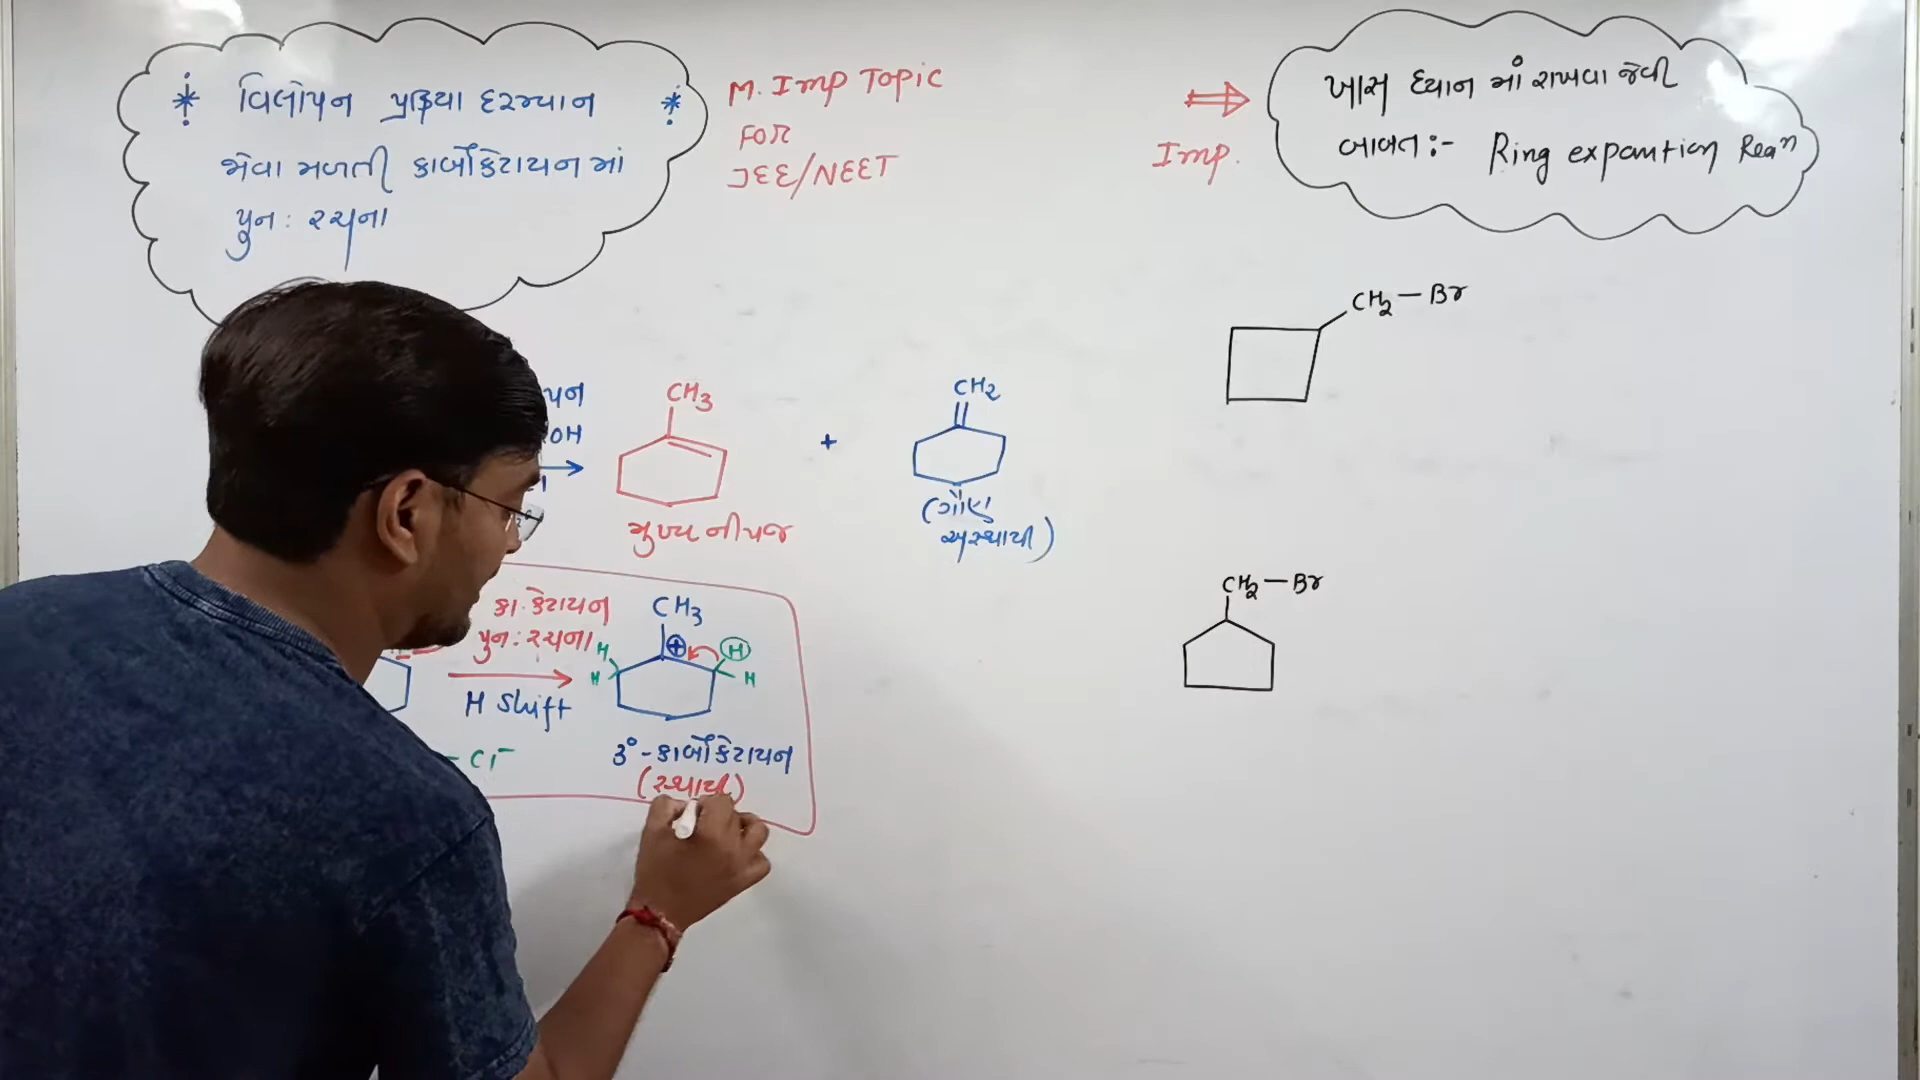 * વિલોપન પ્રક્રિયા દરમ્યાન *
જોવા મળતી કાર્બોકેટાયન માં
પુન: રચના
M. Imp Topic
FOR
JEE/NEET
Imp.
ખાસ ધ્યાન માં રાખવા જેવી
બાબત :- Ring expantion Reaⁿ
CH2 - Br
CH3
+
CH2
મુખ્ય નીપજ
(ગૌણ
અસ્થાયી)
CH2 - Br
કા. કેટાયન
પુન: રચના
H Shift
CH3
+
H
H
H
H
Cl⁻
3° - કાર્બોકેટાયન
(સ્થાયી)